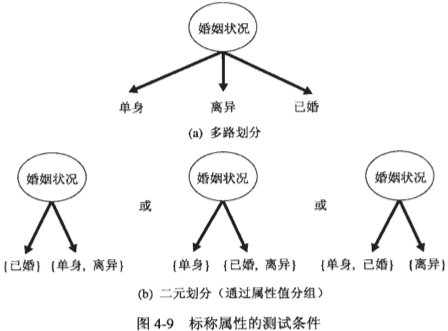 婚姻状况
单身 离异 已婚
(a) 多路划分
婚姻状况 或 婚姻状况 或 婚姻状况
{已婚} {单身, 离异} {单身} {已婚, 离异} {单身, 已婚} {离异}
(b) 二元划分（通过属性值分组）
图 4-9 标称属性的测试条件